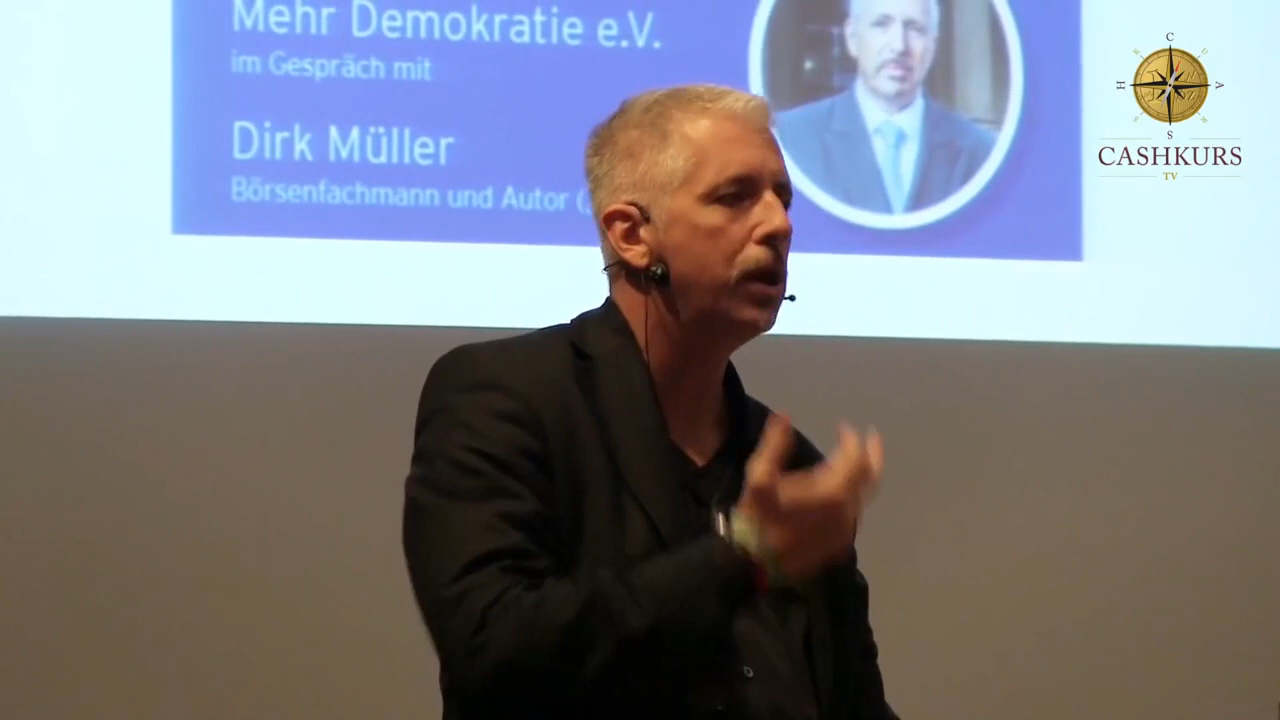 Mehr Demokratie e.V.
im Gespräch mit
Dirk Müller
Börsenfachmann und Autor (
C
H
A
S
CASHKURS
TV